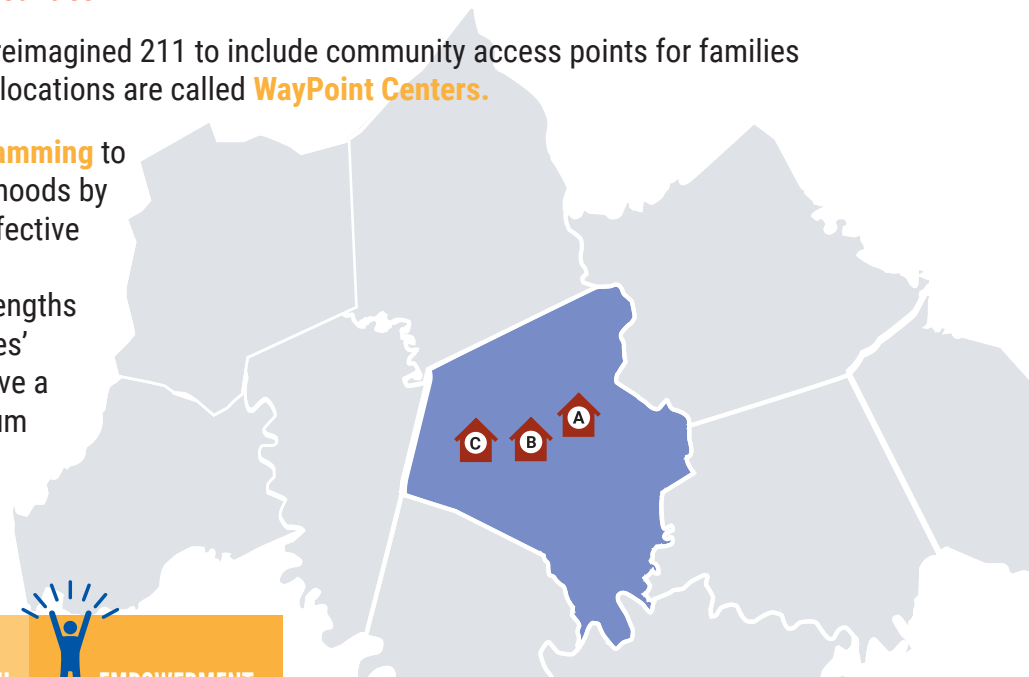 reimagined 211 to include community access points for families
locations are called WayPoint Centers.
amming to
hoods by
fective
engths
es’
ve a
um
A
B
C
EMPOWERMENT